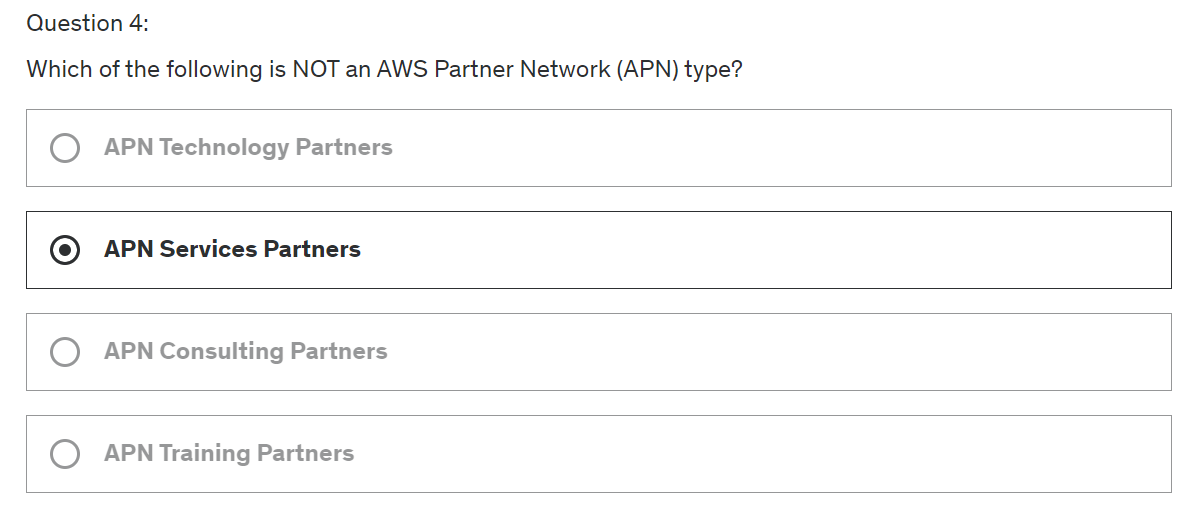 Question 4:
Which of the following is NOT an AWS Partner Network (APN) type?
APN Technology Partners
APN Services Partners
APN Consulting Partners
APN Training Partners